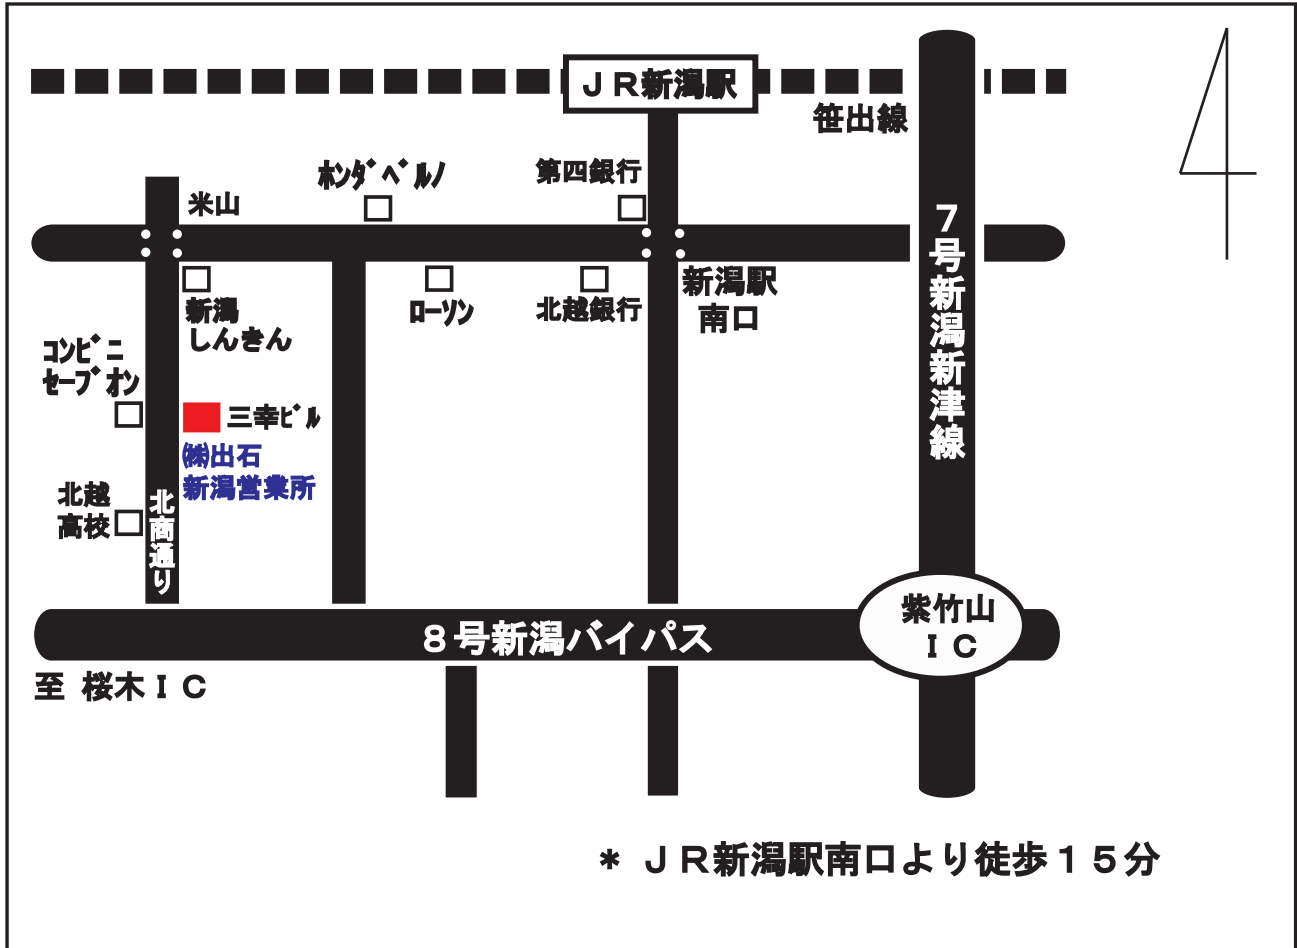 ＪＲ新潟駅
笹出線
ﾎﾝﾀﾞﾍﾞﾙﾉ
第四銀行
米山
７号新潟新津線
新潟
しんきん
ﾛｰｿﾝ
北越銀行
新潟駅
南口
ｺﾝﾋﾞﾆ
ｾｰﾌﾞｵﾝ
三幸ﾋﾞﾙ
㈱出石
新潟営業所
北越
高校
北商通り
紫竹山
ＩＣ
８号新潟バイパス
至 桜木ＩＣ
＊ ＪＲ新潟駅南口より徒歩１５分